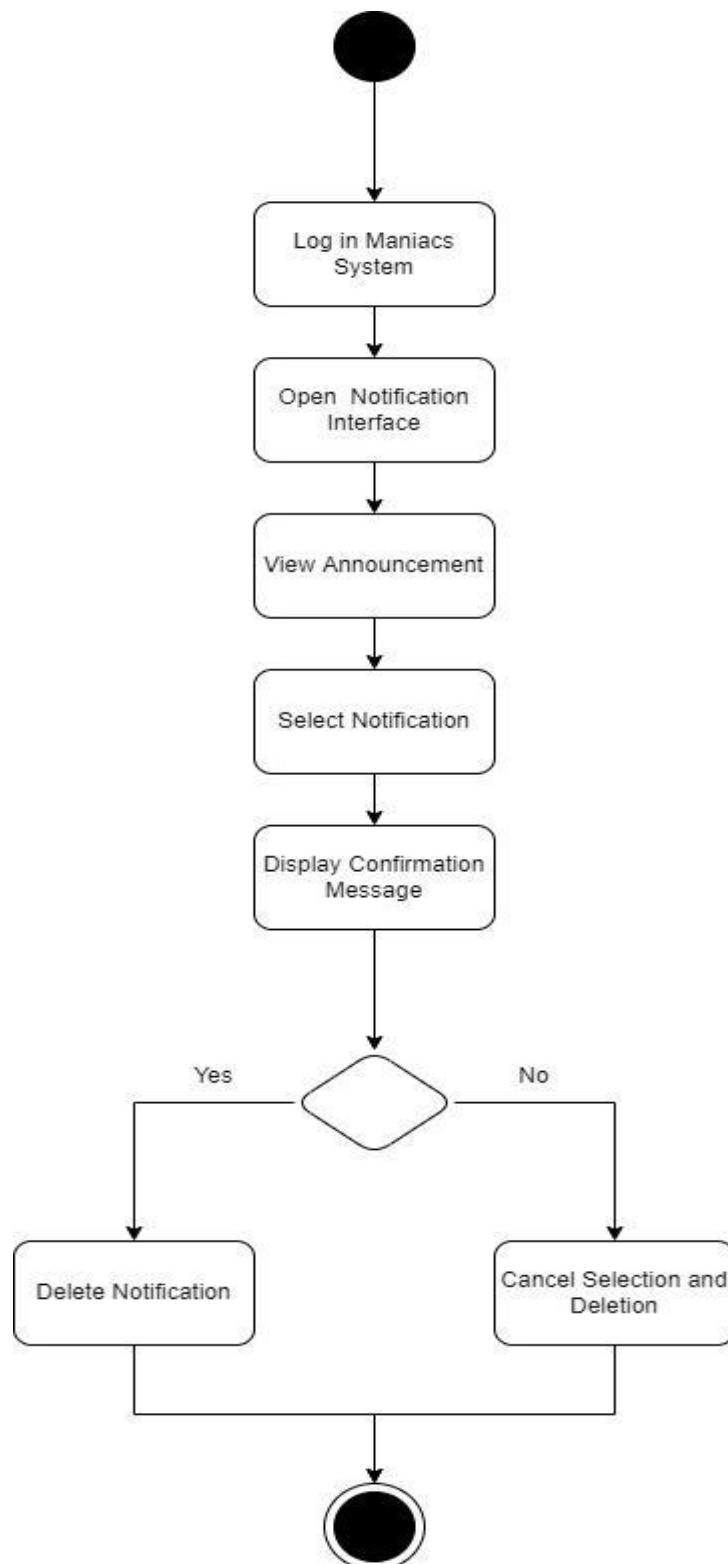 Log in Maniacs
System
Open  Notification
Interface
View Announcement
Select Notification
Display Confirmation
Message
Yes
No
Delete Notification
Cancel Selection and
Deletion